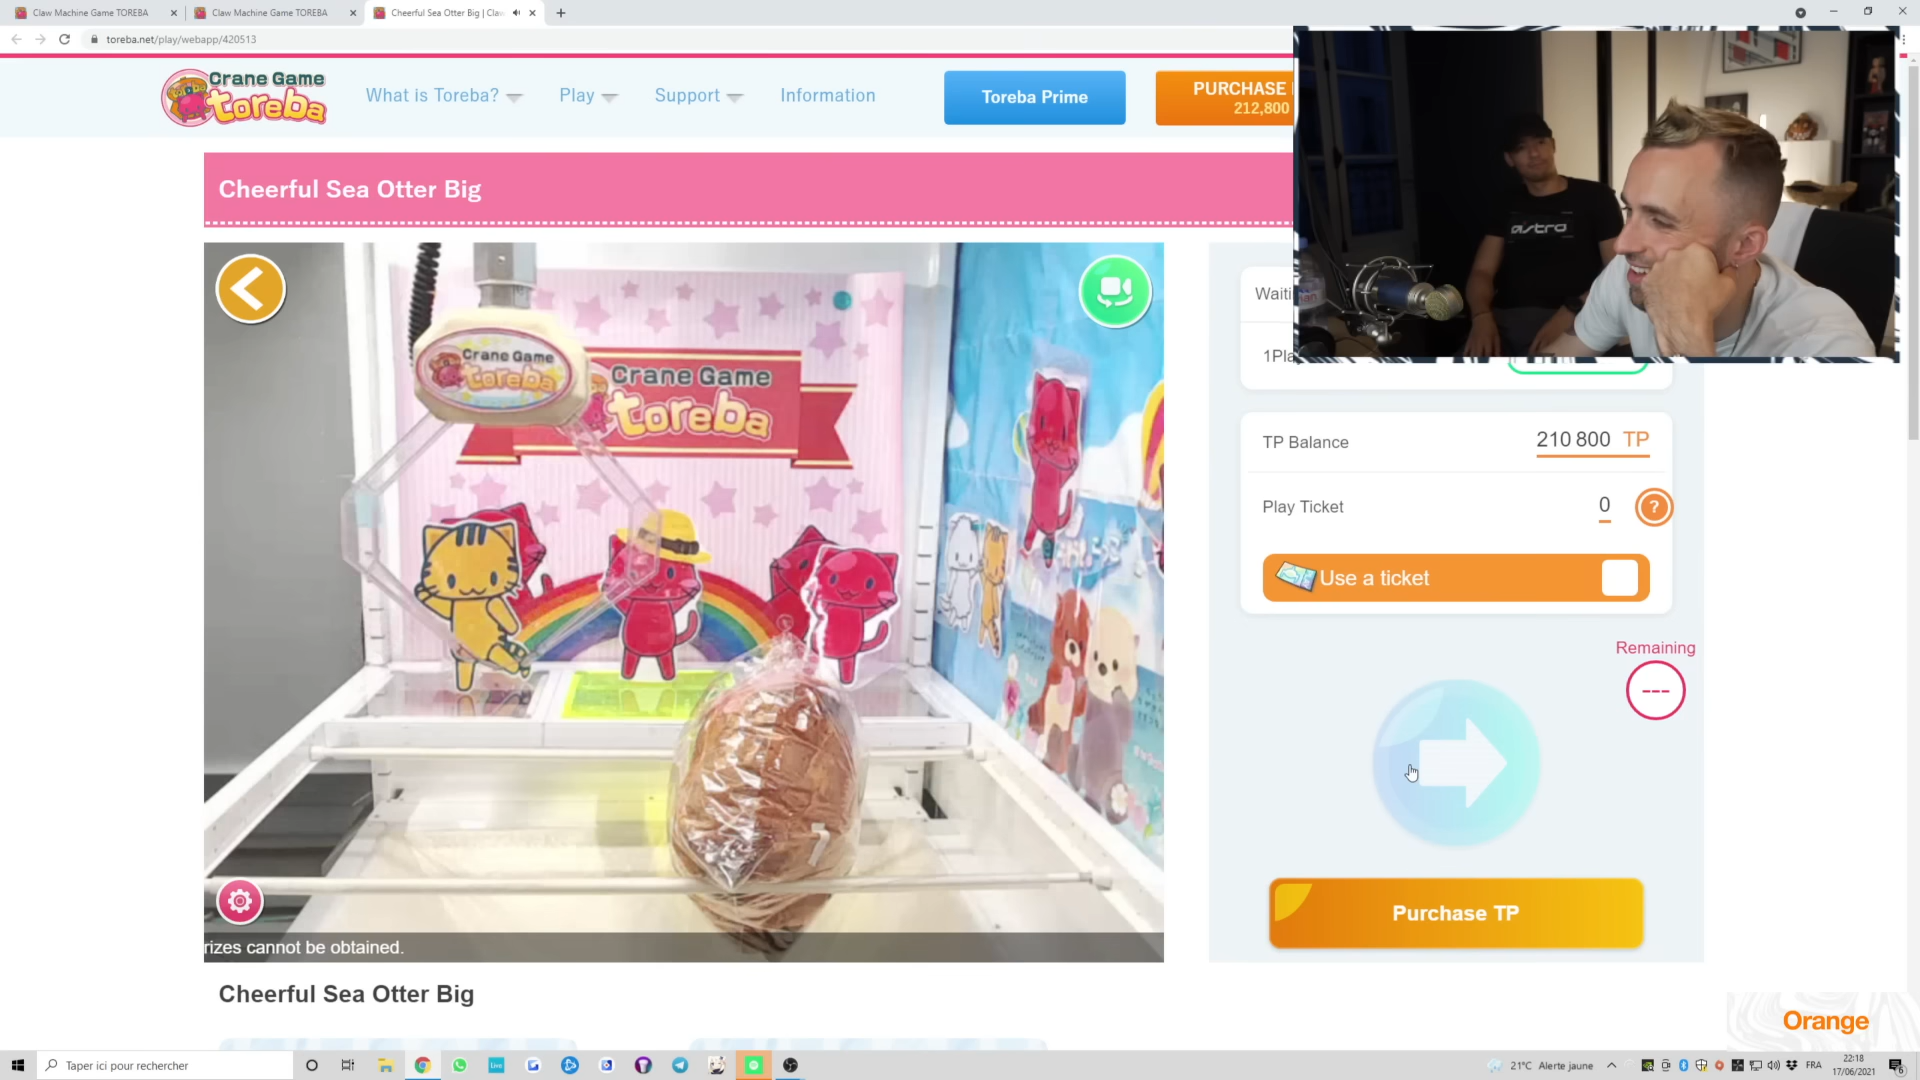 Claw Machine Game TOREBA
Claw Machine Game TOREBA
Cheerful Sea Otter Big | Claw
toreba.net/play/webapp/420513
Crane Game
toreba
What is Toreba?
Play
Support
Information
Toreba Prime
PURCHASE
212,800
Cheerful Sea Otter Big
Crane Game
toreba
Crane Game
toreba
astro
1Pla
TP Balance
210 800 TP
Play Ticket
0
?
Use a ticket
Remaining
---
Purchase TP
rizes cannot be obtained.
Cheerful Sea Otter Big
Orange
Taper ici pour rechercher
Live
21°C Alerte jaune
FRA
22:18
17/06/2021
6